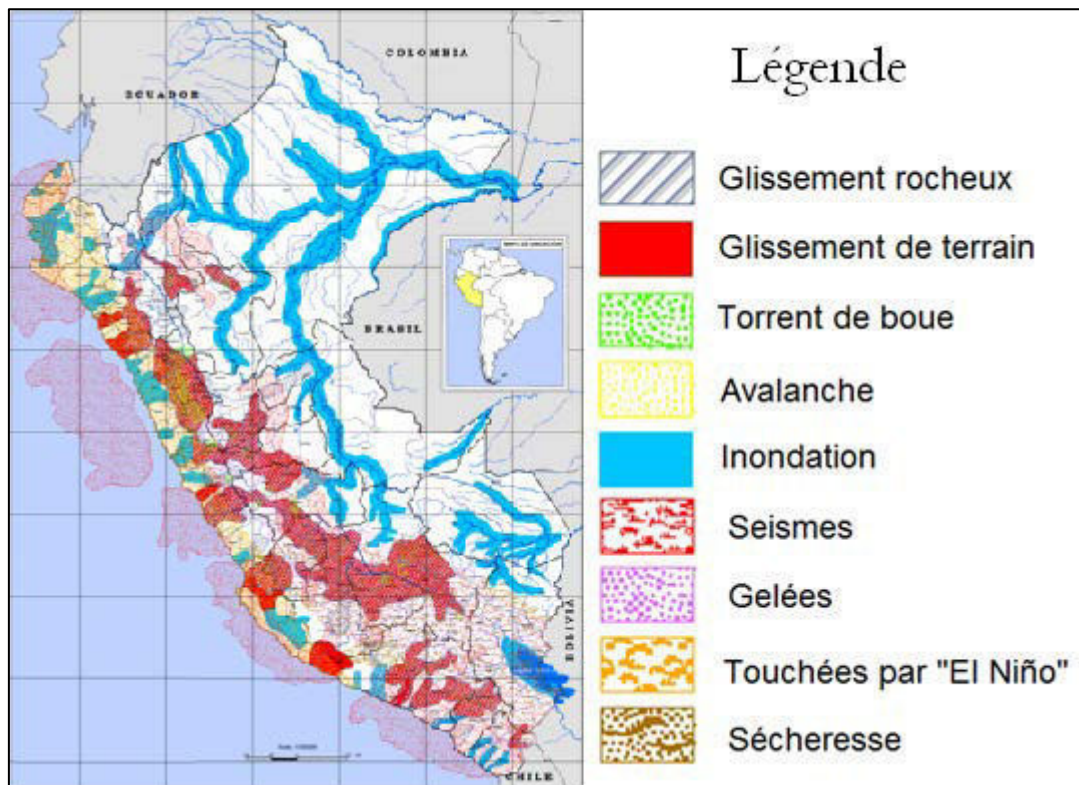 COLOMBIA
ECUADOR
BRASIL
BOLIVIA
CHILE
Légende
Glissement rocheux
Glissement de terrain
Torrent de boue
Avalanche
Inondation
Seismes
Gelées
Touchées par "El Niño"
Sécheresse